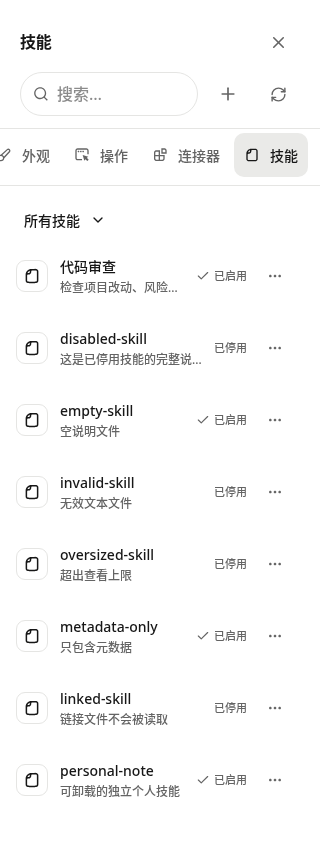 技能
搜索...
外观
操作
连接器
技能
所有技能
代码审查
已启用
检查项目改动、风险...
disabled-skill
已停用
这是已停用技能的完整说...
empty-skill
已启用
空说明文件
invalid-skill
已停用
无效文本文件
oversized-skill
已停用
超出查看上限
metadata-only
已启用
只包含元数据
linked-skill
已停用
链接文件不会被读取
personal-note
已启用
可卸载的独立个人技能